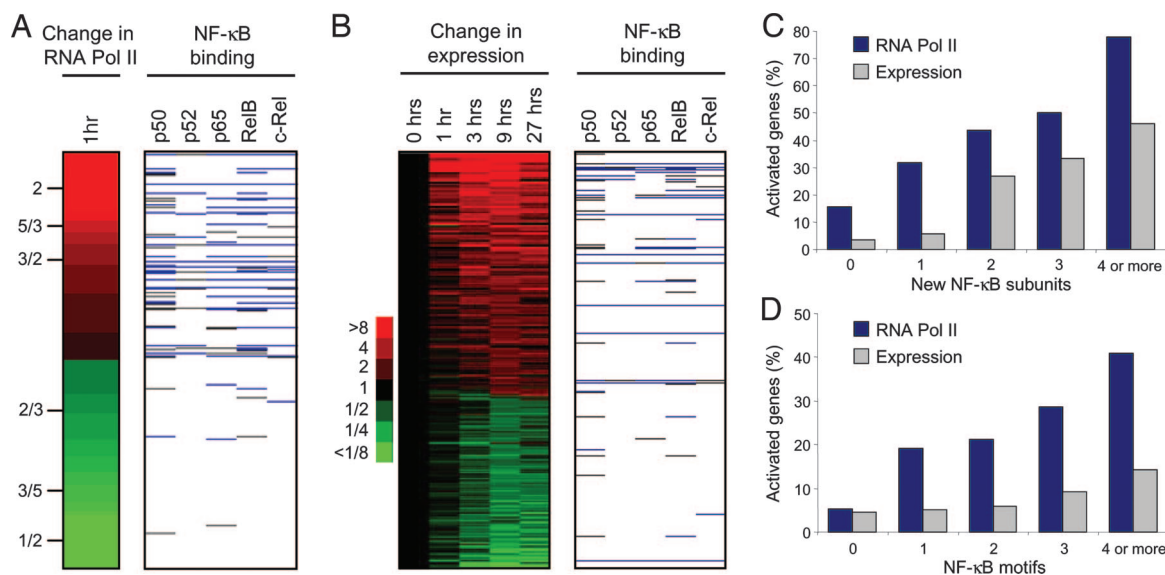 A
Change in
RNA Pol II
NF-κB
binding
1hr
p50
p52
p65
RelB
c-Rel
2
5/3
3/2
2/3
3/5
1/2
B
Change in
expression
NF-κB
binding
0 hrs
1 hr
3 hrs
9 hrs
27 hrs
p50
p52
p65
RelB
c-Rel
>8
4
2
1
1/2
1/4
<1/8
C
RNA Pol II
Expression
Activated genes (%)
80
70
60
50
40
30
20
10
0
0 1 2 3 4 or more
New NF-κB subunits
D
RNA Pol II
Expression
Activated genes (%)
50
40
30
20
10
0
0 1 2 3 4 or more
NF-κB motifs